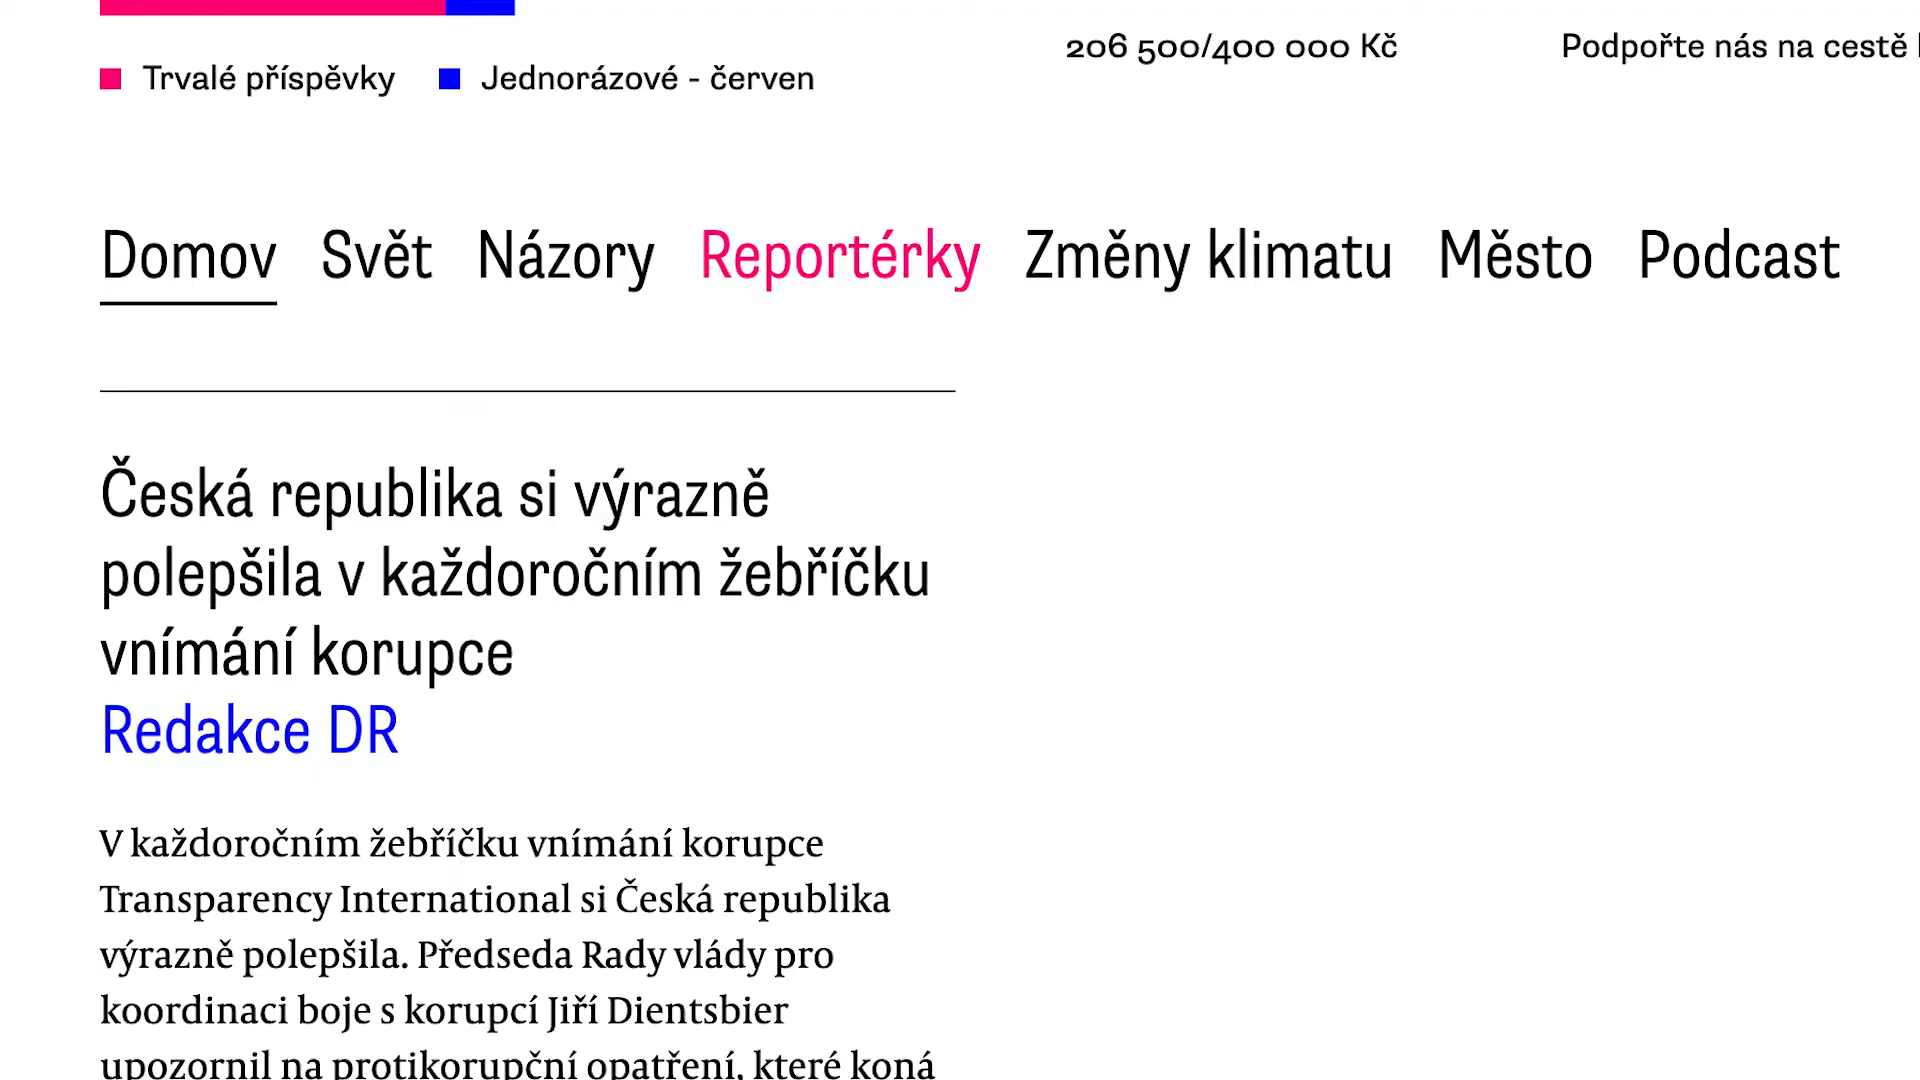 206 500/400 000 Kč
Podpořte nás na cestě
Trvalé příspěvky
Jednorázové - červen
Domov Svět Názory Reportérky Změny klimatu Město Podcast
Česká republika si výrazně
polepšila v každoročním žebříčku
vnímání korupce
Redakce DR
V každoročním žebříčku vnímání korupce
Transparency International si Česká republika
výrazně polepšila. Předseda Rady vlády pro
koordinaci boje s korupcí Jiří Dientsbier
upozornil na protikorupční opatření, které koná